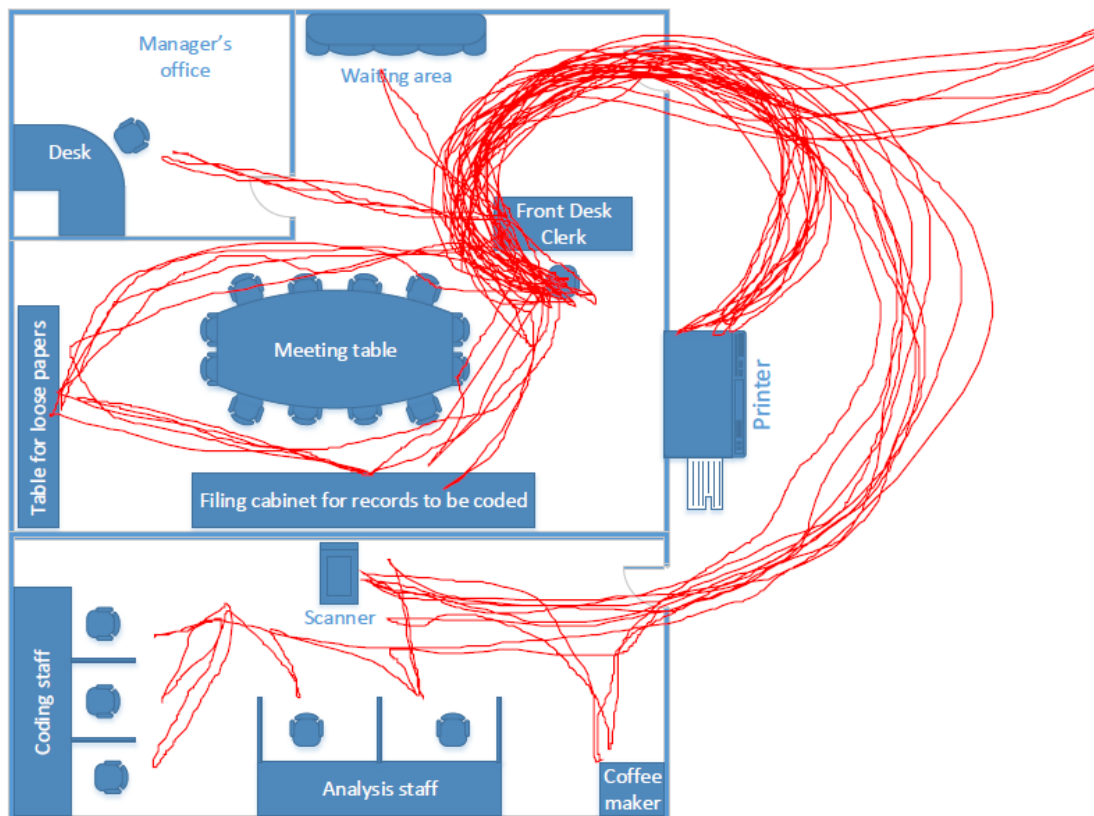 Manager's
office
Waiting area
Desk
Front Desk
Clerk
Meeting table
Table for loose papers
Printer
Filing cabinet for records to be coded
Scanner
Coding staff
Analysis staff
Coffee
maker